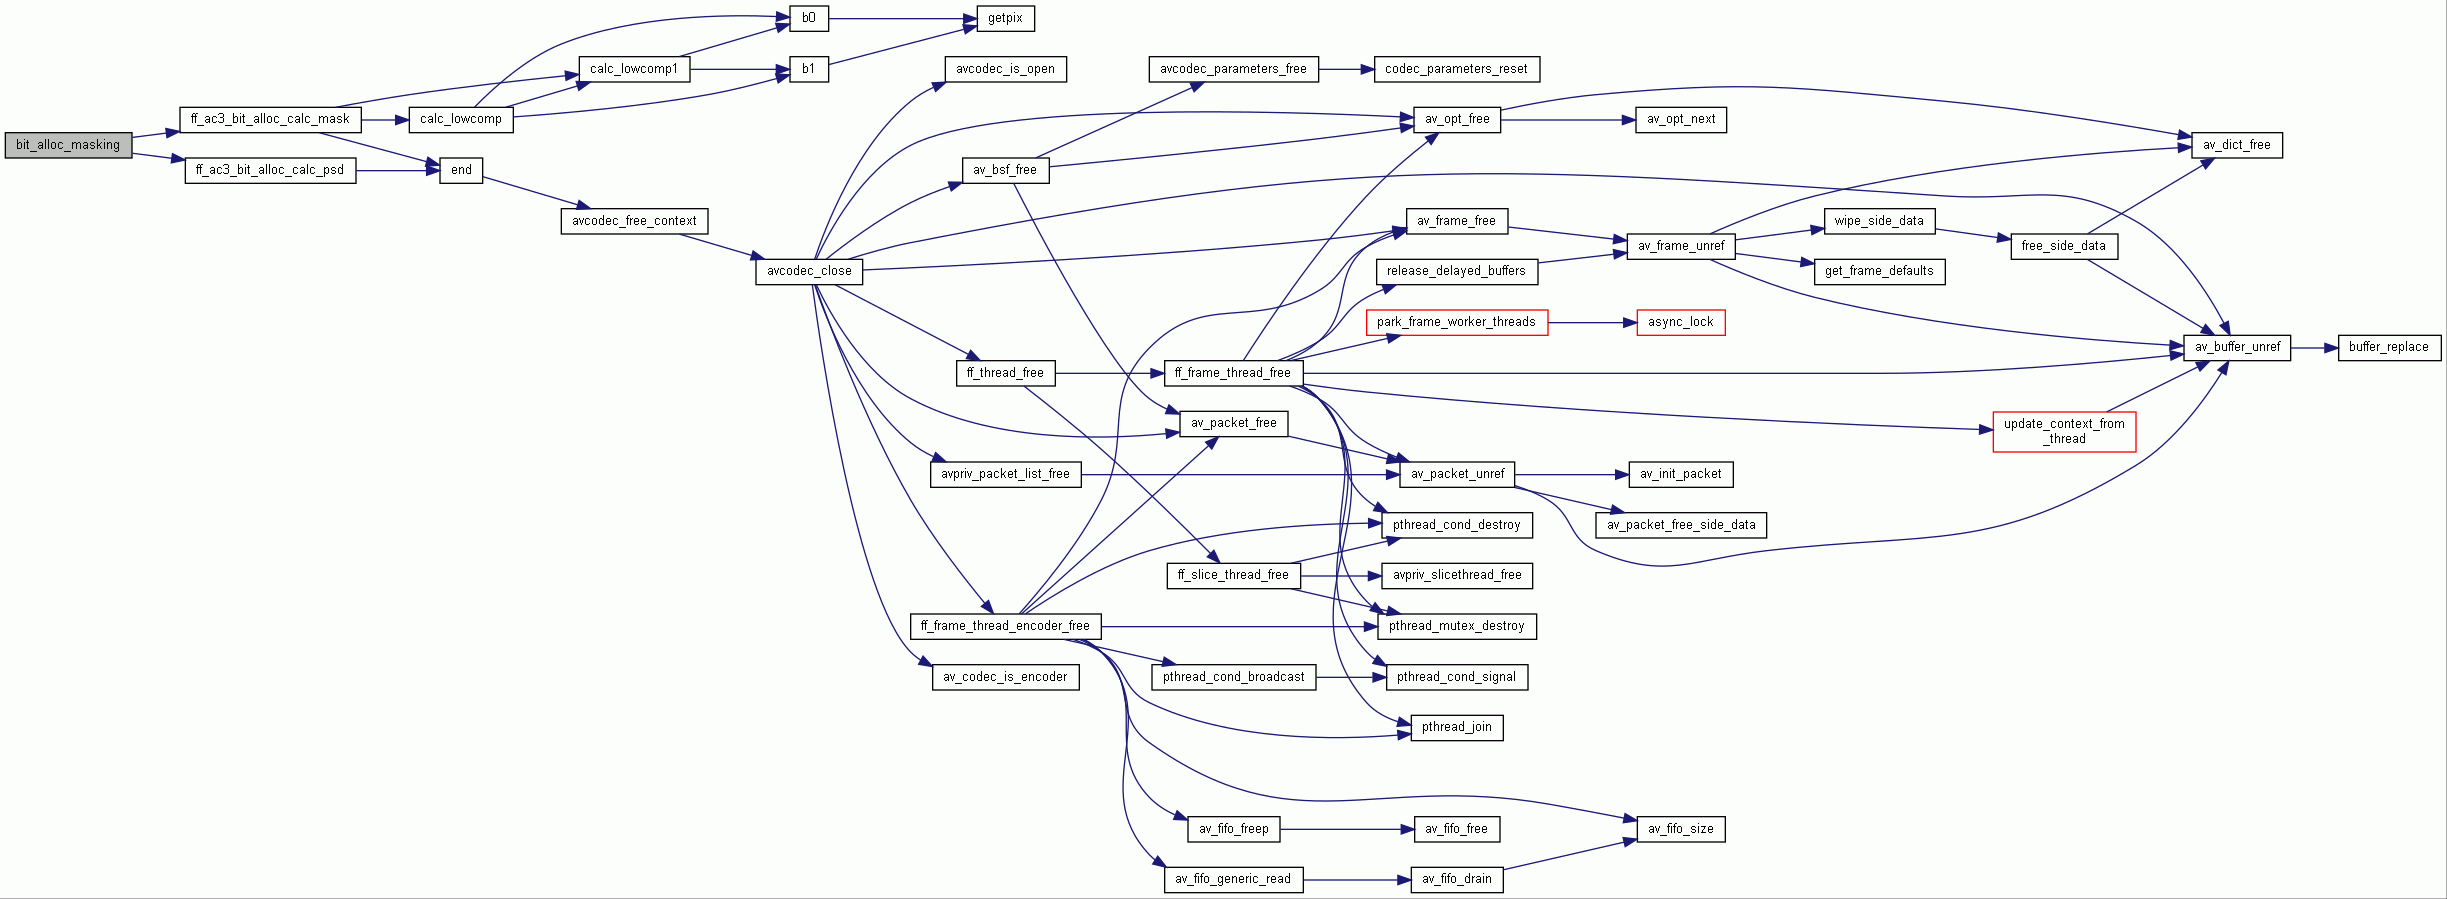 b0
getpix
calc_lowcomp1
b1
avcodec_is_open
avcodec_parameters_free
codec_parameters_reset
ff_ac3_bit_alloc_calc_mask
calc_lowcomp
av_opt_free
av_opt_next
bit_alloc_masking
av_dict_free
ff_ac3_bit_alloc_calc_psd
end
av_bsf_free
avcodec_free_context
av_frame_free
wipe_side_data
av_frame_unref
free_side_data
avcodec_close
release_delayed_buffers
get_frame_defaults
park_frame_worker_threads
async_lock
av_buffer_unref
buffer_replace
ff_thread_free
ff_frame_thread_free
av_packet_free
update_context_from
_thread
avpriv_packet_list_free
av_packet_unref
av_init_packet
pthread_cond_destroy
av_packet_free_side_data
ff_slice_thread_free
avpriv_slicethread_free
ff_frame_thread_encoder_free
pthread_mutex_destroy
av_codec_is_encoder
pthread_cond_broadcast
pthread_cond_signal
pthread_join
av_fifo_freep
av_fifo_free
av_fifo_size
av_fifo_generic_read
av_fifo_drain